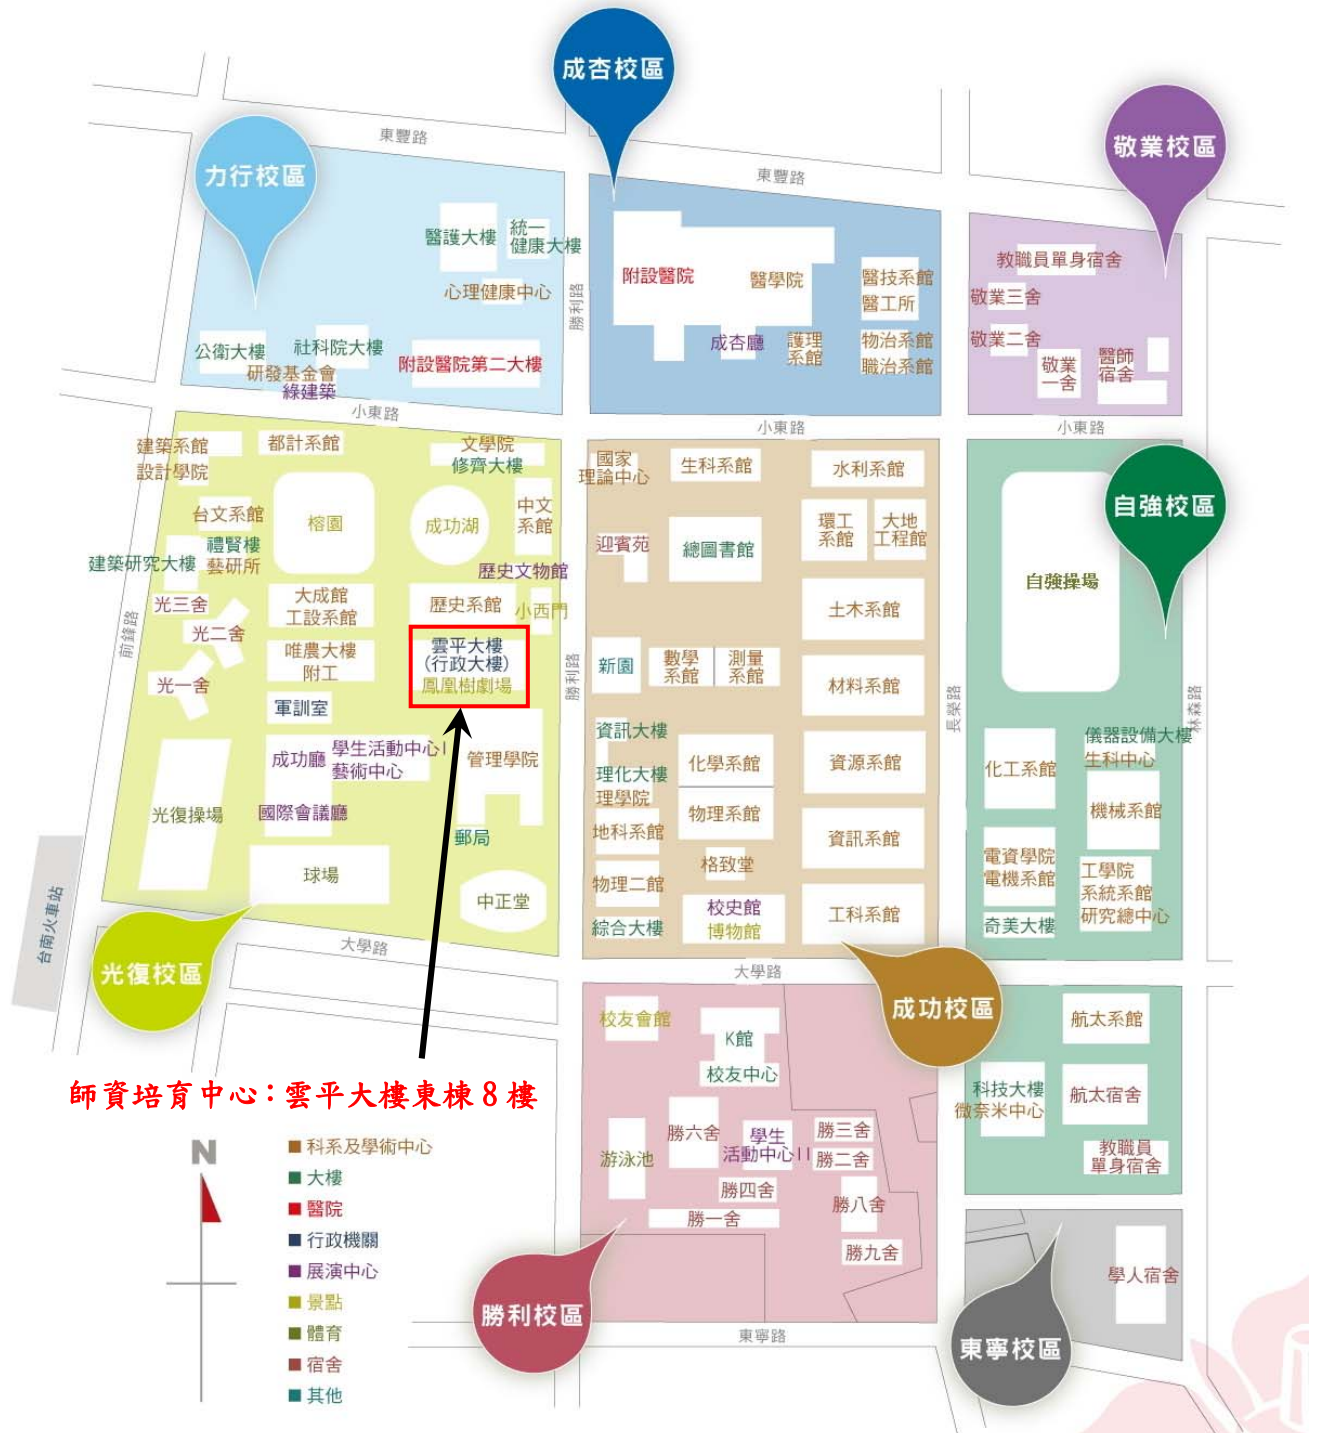 成杏校區
敬業校區
力行校區
東豐路
東豐路
醫護大樓
統一
健康大樓
心理健康中心
公衛大樓
社科院大樓
研發基金會
綠建築
附設醫院第二大樓
勝利路
附設醫院
醫學院
醫技系館
醫工所
成杏廳
護理
系館
物治系館
職治系館
教職員單身宿舍
敬業三舍
敬業二舍
敬業
一舍
醫師
宿舍
小東路
小東路
小東路
建築系館
設計學院
都計系館
文學院
修齊大樓
台文系館
榕園
成功湖
中文
系館
禮賢樓
藝研所
建築研究大樓
歷史文物館
光三舍
大成館
工設系館
歷史系館
小西門
光二舍
唯農大樓
附工
雲平大樓
(行政大樓)
鳳凰樹劇場
光一舍
軍訓室
前鋒路
勝利路
成功廳
學生活動中心I
藝術中心
管理學院
光復操場
國際會議廳
郵局
球場
中正堂
台南火車站
光復校區
大學路
國家
理論中心
生科系館
水利系館
迎賓苑
總圖書館
環工
系館
大地
工程館
土木系館
新園
數學
系館
測量
系館
材料系館
資訊大樓
理化大樓
理學院
化學系館
資源系館
地科系館
物理系館
資訊系館
物理二館
格致堂
綜合大樓
校史館
博物館
工科系館
大學路
成功校區
長榮路
自強校區
自強操場
林森路
儀器設備大樓
生科中心
化工系館
機械系館
電資學院
電機系館
工學院
系統系館
研究總中心
奇美大樓
航太系館
科技大樓
微奈米中心
航太宿舍
教職員
單身宿舍
校友會館
K館
校友中心
勝六舍
學生
活動中心II
勝三舍
勝二舍
游泳池
勝四舍
勝一舍
勝八舍
勝九舍
勝利校區
東寧路
學人宿舍
東寧校區
師資培育中心：雲平大樓東棟8樓
N
科系及學術中心
大樓
醫院
行政機關
展演中心
景點
體育
宿舍
其他